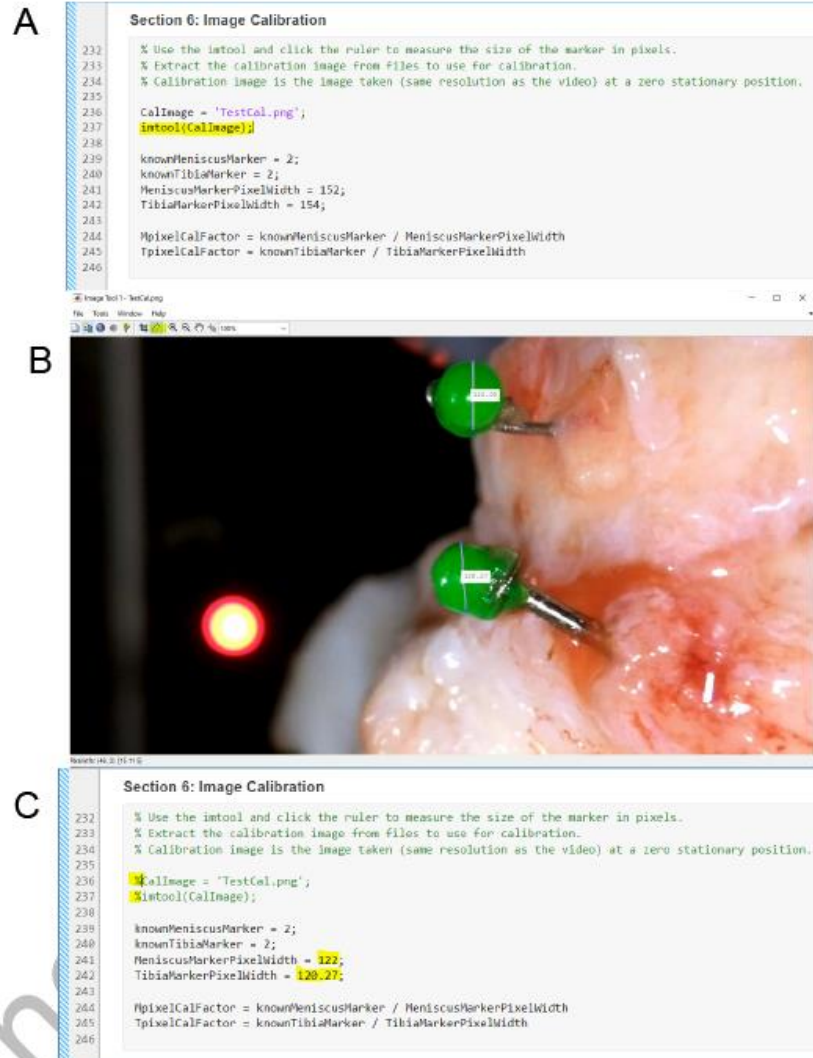 A
Section 6: Image Calibration
232 % Use the imtool and click the ruler to measure the size of the marker in pixels.
233 % Extract the calibration image from files to use for calibration.
234 % Calibration image is the image taken (same resolution as the video) at a zero stationary position.
235
236 CalImage = 'TestCal.png';
237 imtool(CalImage);
238
239 knownMeniscusMarker = 2;
240 knownTibiaMarker = 2;
241 MeniscusMarkerPixelWidth = 152;
242 TibiaMarkerPixelWidth = 154;
243
244 MpixelCalFactor = knownMeniscusMarker / MeniscusMarkerPixelWidth
245 TpixelCalFactor = knownTibiaMarker / TibiaMarkerPixelWidth
246
Image Tool 1 - TestCal.png
File Tools Window Help
100%
B
120.27
C
Section 6: Image Calibration
232 % Use the imtool and click the ruler to measure the size of the marker in pixels.
233 % Extract the calibration image from files to use for calibration.
234 % Calibration image is the image taken (same resolution as the video) at a zero stationary position.
235
236 %CalImage = 'TestCal.png';
237 %imtool(CalImage);
238
239 knownMeniscusMarker = 2;
240 knownTibiaMarker = 2;
241 MeniscusMarkerPixelWidth = 122;
242 TibiaMarkerPixelWidth = 120.27;
243
244 MpixelCalFactor = knownMeniscusMarker / MeniscusMarkerPixelWidth
245 TpixelCalFactor = knownTibiaMarker / TibiaMarkerPixelWidth
246